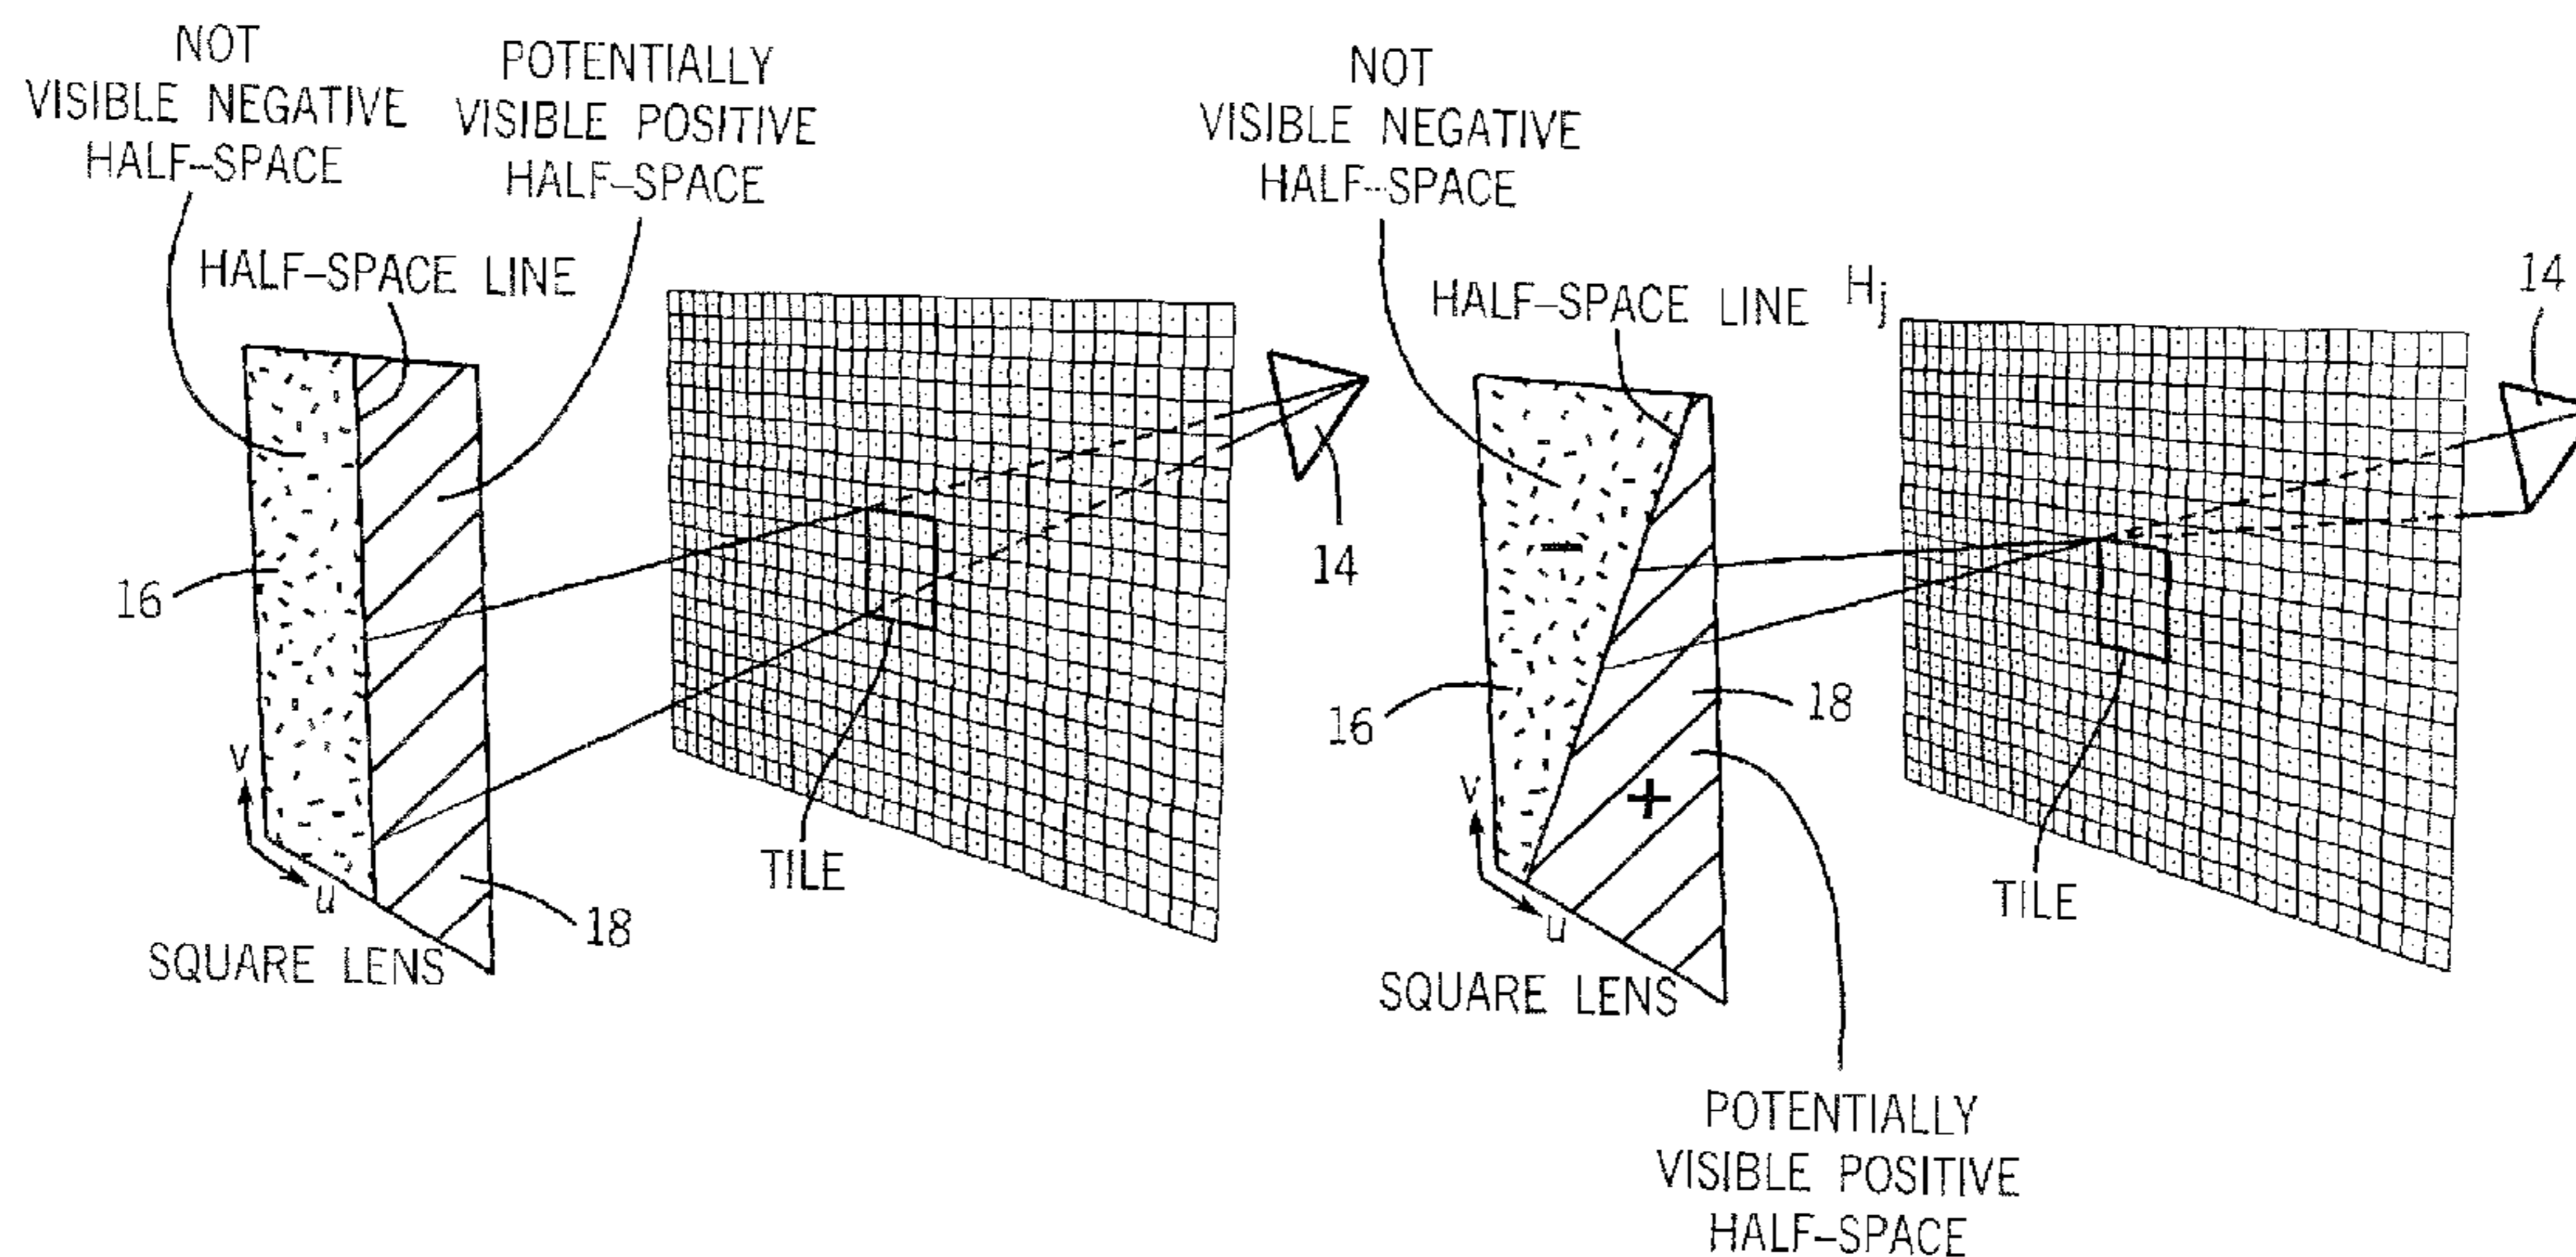 NOT
VISIBLE NEGATIVE
HALF-SPACE
POTENTIALLY
VISIBLE POSITIVE
HALF-SPACE
HALF-SPACE LINE
14
16
TILE
V
u
18
SQUARE LENS
NOT
VISIBLE NEGATIVE
HALF-SPACE
HALF-SPACE LINE Hj
14
−
16
18
+
V
u
TILE
SQUARE LENS
POTENTIALLY
VISIBLE POSITIVE
HALF-SPACE